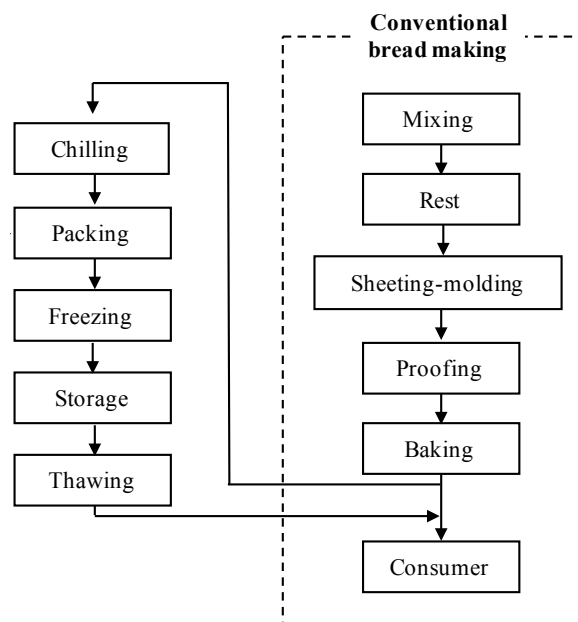 Conventional
bread making
Chilling
Packing
Freezing
Storage
Thawing
Mixing
Rest
Sheeting-molding
Proofing
Baking
Consumer